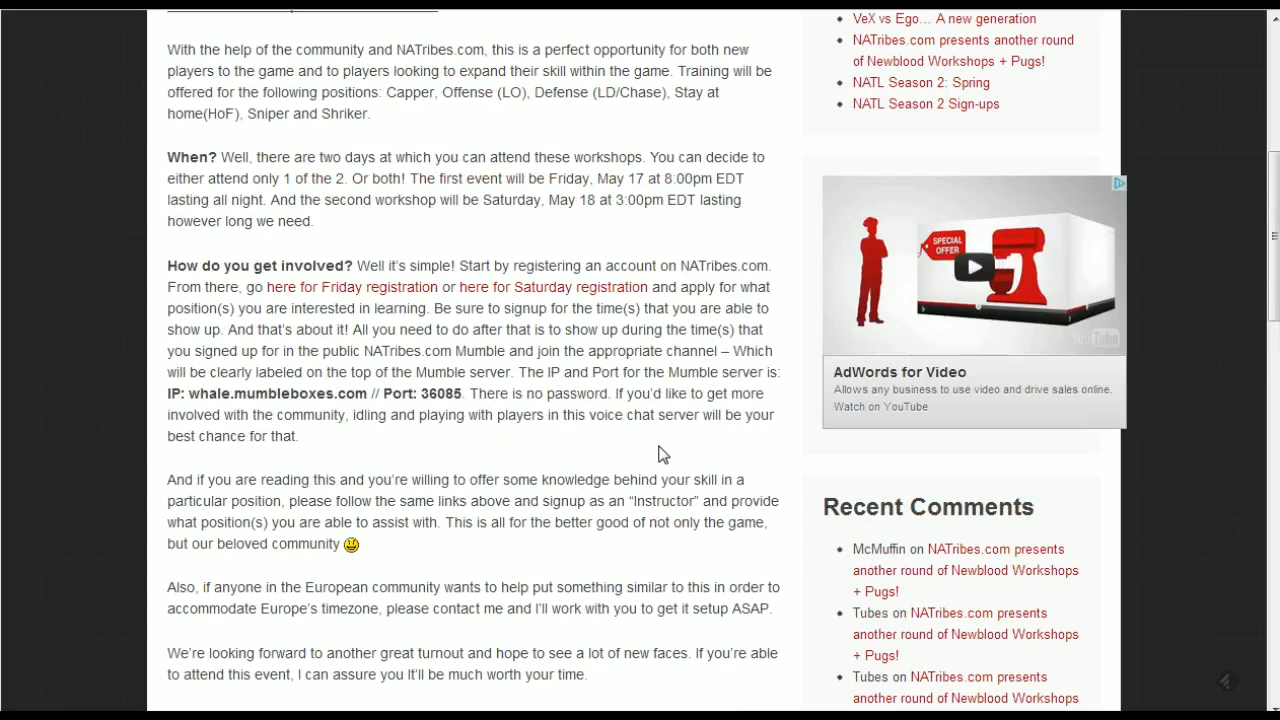 With the help of the community and NATribes.com, this is a perfect opportunity for both new
players to the game and to players looking to expand their skill within the game. Training will be
offered for the following positions: Capper, Offense (LO), Defense (LD/Chase), Stay at
home(HoF), Sniper and Shriker.
When? Well, there are two days at which you can attend these workshops. You can decide to
either attend only 1 of the 2. Or both! The first event will be Friday, May 17 at 8:00pm EDT
lasting all night. And the second workshop will be Saturday, May 18 at 3:00pm EDT lasting
however long we need.
How do you get involved? Well it's simple! Start by registering an account on NATribes.com.
From there, go here for Friday registration or here for Saturday registration and apply for what
position(s) you are interested in learning. Be sure to signup for the time(s) that you are able to
show up. And that's about it! All you need to do after that is to show up during the time(s) that
you signed up for in the public NATribes.com Mumble and join the appropriate channel – Which
will be clearly labeled on the top of the Mumble server. The IP and Port for the Mumble server is:
IP: whale.mumbleboxes.com // Port: 36085. There is no password. If you'd like to get more
involved with the community, idling and playing with players in this voice chat server will be your
best chance for that.
And if you are reading this and you're willing to offer some knowledge behind your skill in a
particular position, please follow the same links above and signup as an “Instructor” and provide
what position(s) you are able to assist with. This is all for the better good of not only the game,
but our beloved community
Also, if anyone in the European community wants to help put something similar to this in order to
accommodate Europe's timezone, please contact me and I'll work with you to get it setup ASAP.
We're looking forward to another great turnout and hope to see a lot of new faces. If you're able
to attend this event, I can assure you It'll be much worth your time.
VeX vs Ego… A new generation
NATribes.com presents another round
of Newblood Workshops + Pugs!
NATL Season 2: Spring
NATL Season 2 Sign-ups
SPECIAL
OFFER
YouTube
AdWords for Video
Allows any business to use video and drive sales online.
Watch on YouTube
Recent Comments
McMuffin on NATribes.com presents
another round of Newblood Workshops
+ Pugs!
Tubes on NATribes.com presents
another round of Newblood Workshops
+ Pugs!
Tubes on NATribes.com presents
another round of Newblood Workshops